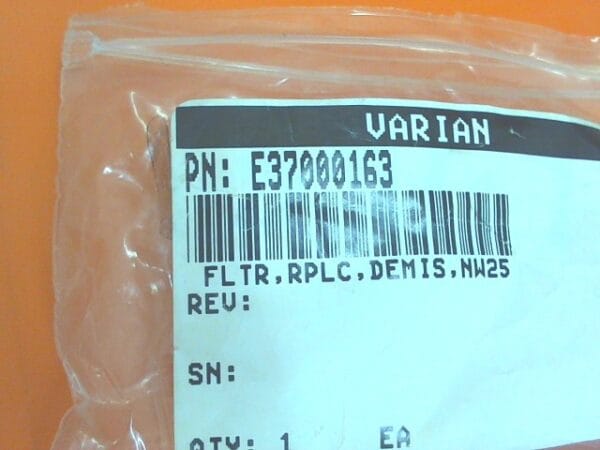 VARIAN
PN: E37000163
FLTR,RPLC,DEMIS,NW25
REV:
SN:
QTY: 1 EA